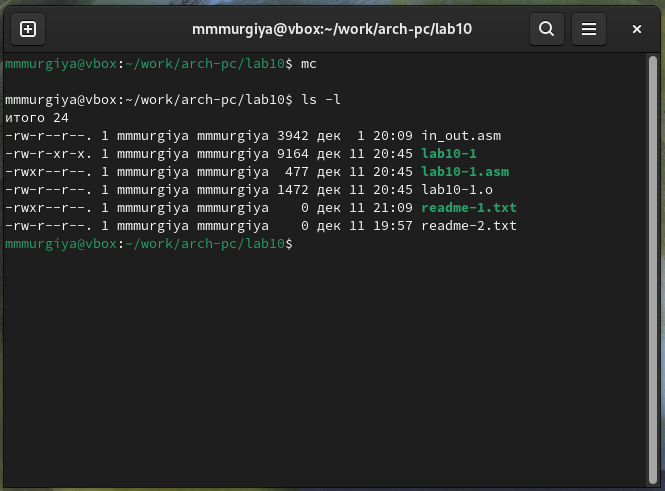 mmmurgiya@vbox:~/work/arch-pc/lab10
mmmurgiya@vbox:~/work/arch-pc/lab10$ mc
mmmurgiya@vbox:~/work/arch-pc/lab10$ ls -l
итого 24
-rw-r--r--. 1 mmmurgiya mmmurgiya 3942 дек  1 20:09 in_out.asm
-rw-r-xr-x. 1 mmmurgiya mmmurgiya 9164 дек 11 20:45 lab10-1
-rwxr--r--. 1 mmmurgiya mmmurgiya  477 дек 11 20:45 lab10-1.asm
-rw-r--r--. 1 mmmurgiya mmmurgiya 1472 дек 11 20:45 lab10-1.o
-rwxr--r--. 1 mmmurgiya mmmurgiya    0 дек 11 21:09 readme-1.txt
-rw-r--r--. 1 mmmurgiya mmmurgiya    0 дек 11 19:57 readme-2.txt
mmmurgiya@vbox:~/work/arch-pc/lab10$